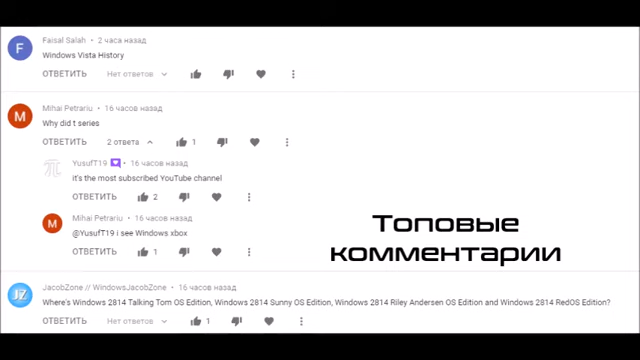 F
Faisal Salah • 2 часа назад
Windows Vista History
ОТВЕТИТЬ Нет ответов
M
Mihai Petrariu • 16 часов назад
Why did t series
ОТВЕТИТЬ 2 ответа 1
YusufT19 • 16 часов назад
it's the most subscribed YouTube channel
ОТВЕТИТЬ 2
M
Mihai Petrariu • 16 часов назад
@YusufT19 i see Windows xbox
ОТВЕТИТЬ 1
Топовые
комментарии
JZ
JacobZone // WindowsJacobZone • 16 часов назад
Where's Windows 2814 Talking Tom OS Edition, Windows 2814 Sunny OS Edition, Windows 2814 Riley Andersen OS Edition and Windows 2814 RedOS Edition?
ОТВЕТИТЬ Нет ответов 1